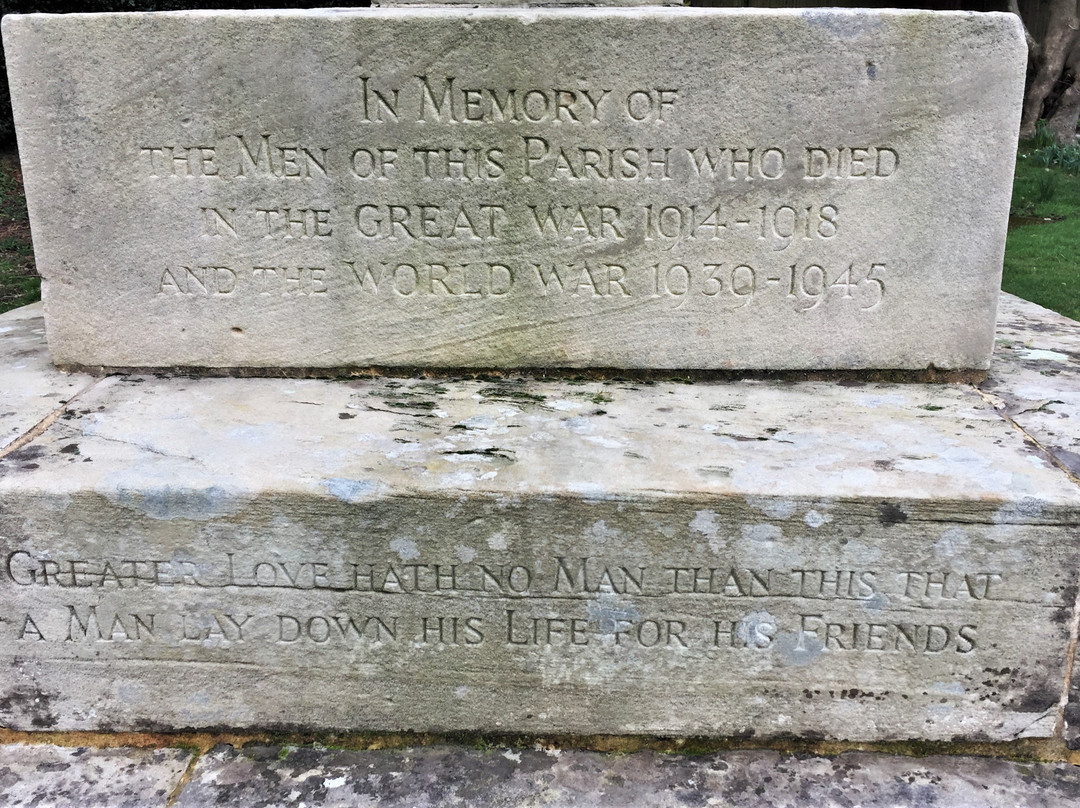 In Memory of
the Men of this Parish who died
in the GREAT WAR 1914-1918
and the WORLD WAR 1939-1945
Greater Love hath no Man than this that
a Man lay down his Life for his Friends